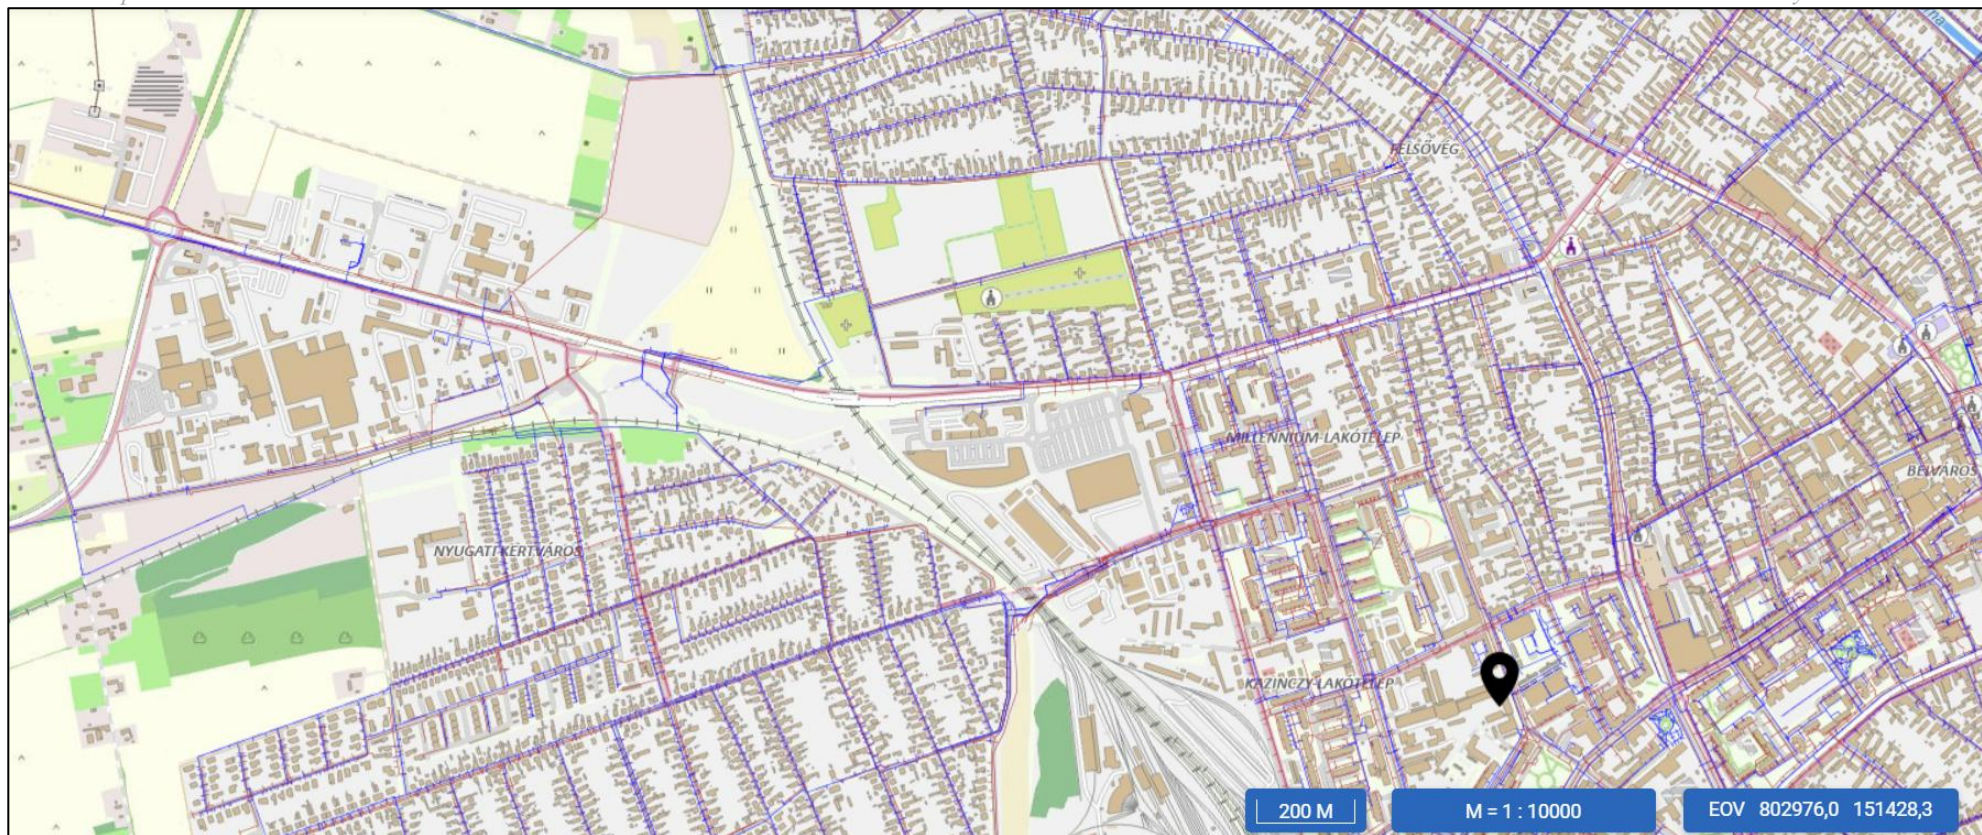 FELSŐVÉG
MILLENNIUM-LAKÓTELEP
BELVÁROS
NYUGATI-KERTVÁROS
KAZINCZY-LAKÓTELEP
200 M
M = 1 : 10000
EOV 802976,0 151428,3